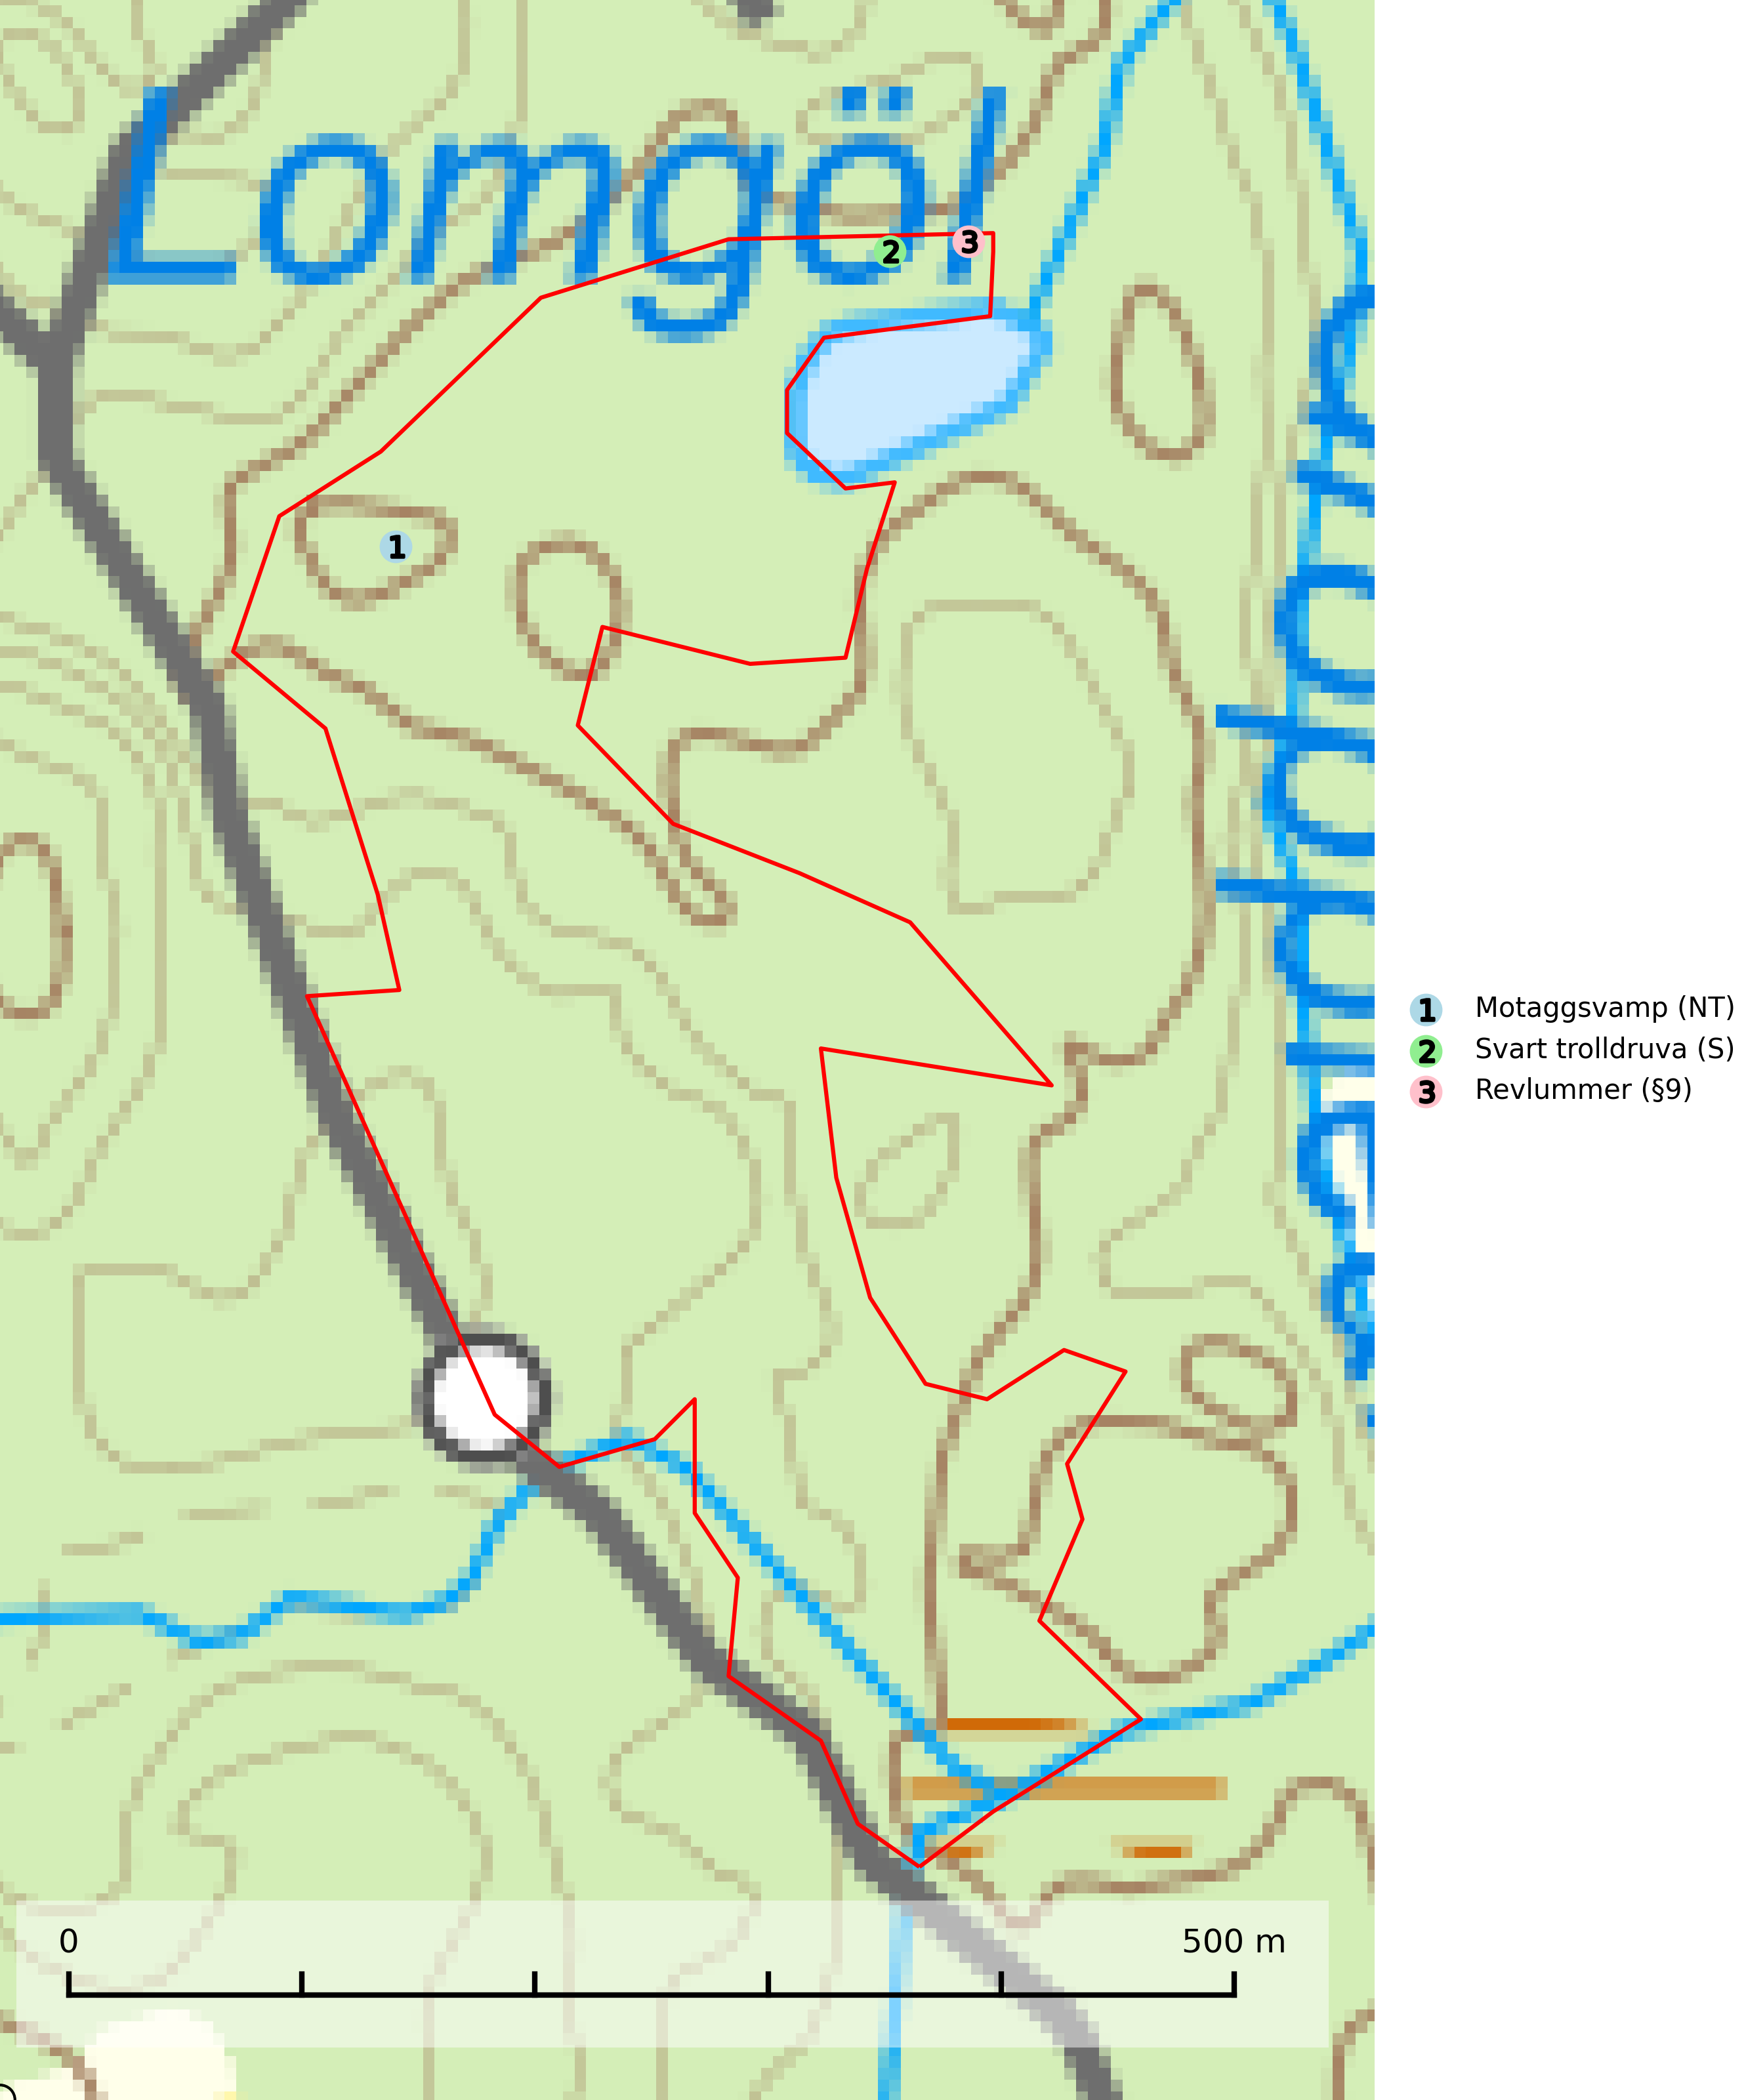 Lomgöl
2
3
1
1 Motaggsvamp (NT)
2 Svart trolldruva (S)
3 Revlummer (§9)
0 500 m